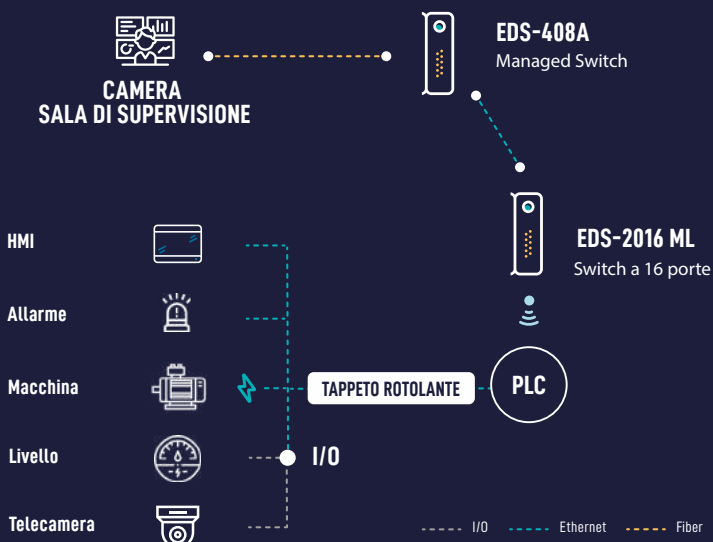 EDS-408A
Managed Switch
CAMERA
SALA DI SUPERVISIONE
EDS-2016 ML
Switch a 16 porte
HMI
Allarme
Macchina
TAPPETO ROTOLANTE
PLC
Livello
I/O
Telecamera
I/O
Ethernet
Fiber